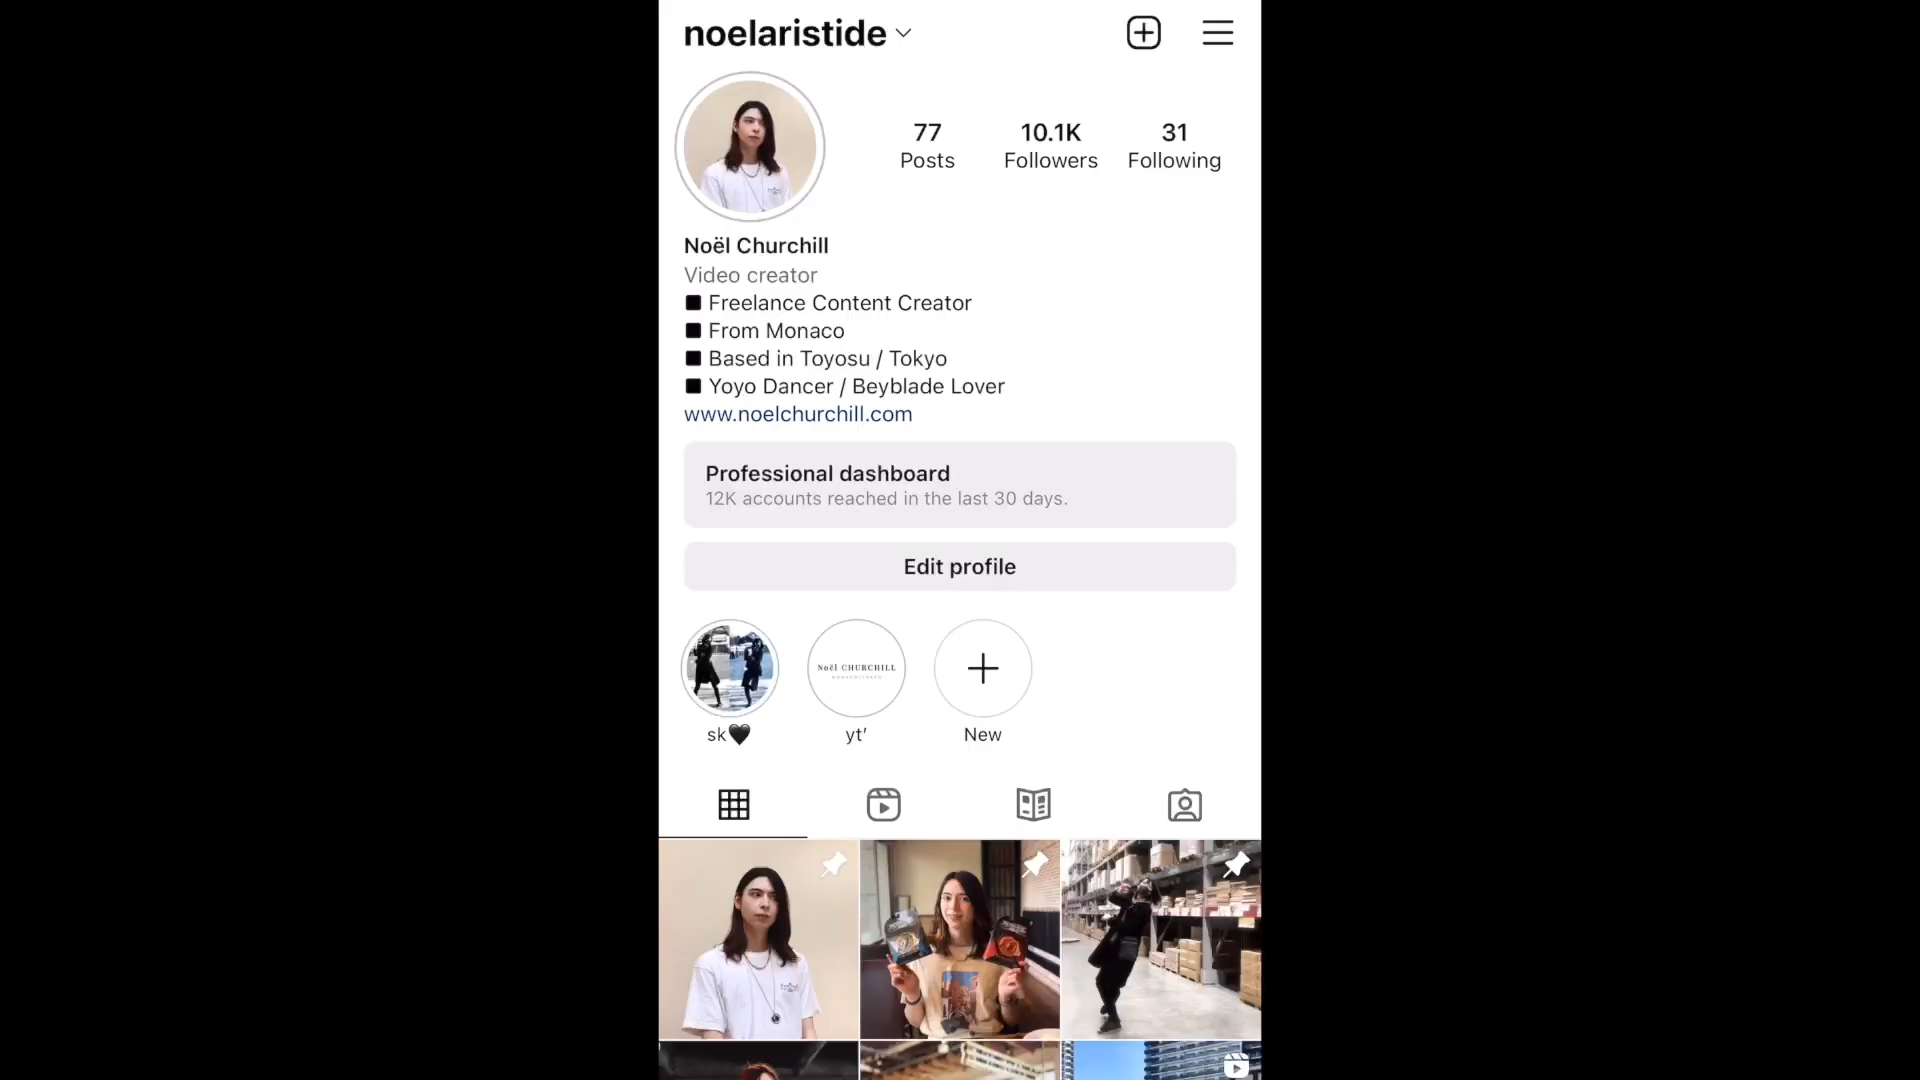 noelaristide
77
Posts
10.1K
Followers
31
Following
Noël Churchill
Video creator
Freelance Content Creator
From Monaco
Based in Toyosu / Tokyo
Yoyo Dancer / Beyblade Lover
www.noelchurchill.com
Professional dashboard
12K accounts reached in the last 30 days.
Edit profile
Noël CHURCHILL
sk🖤
yt’
New